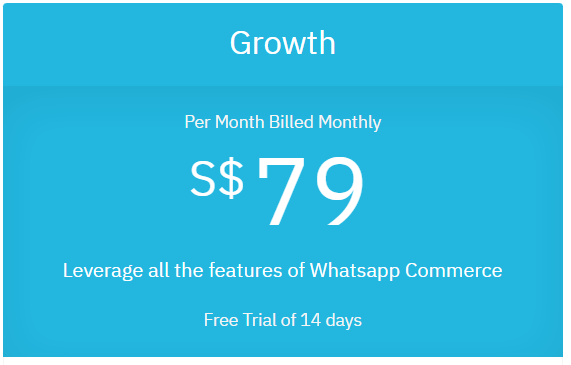 Growth
Per Month Billed Monthly
S$ 79
Leverage all the features of Whatsapp Commerce
Free Trial of 14 days